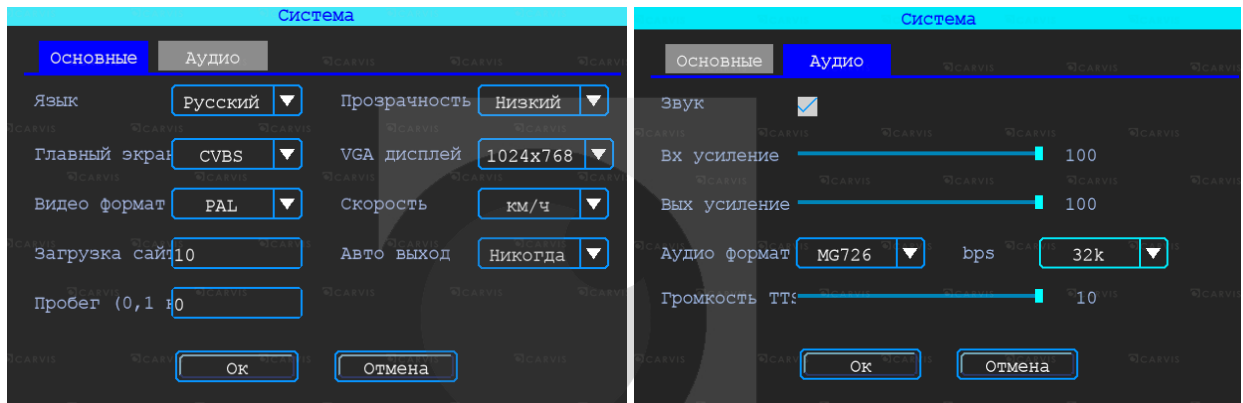 Система
Основные Аудио
Язык Русский Прозрачность Низкий
Главный экран CVBS VGA дисплей 1024x768
Видео формат PAL Скорость км/ч
Загрузка сайт 10 Авто выход Никогда
Пробег (0,1 к 0
Ок Отмена
Система
Основные Аудио
Звук
Вх усиление 100
Вых усиление 100
Аудио формат MG726 bps 32k
Громкость TTS 10
Ок Отмена
CARVIS